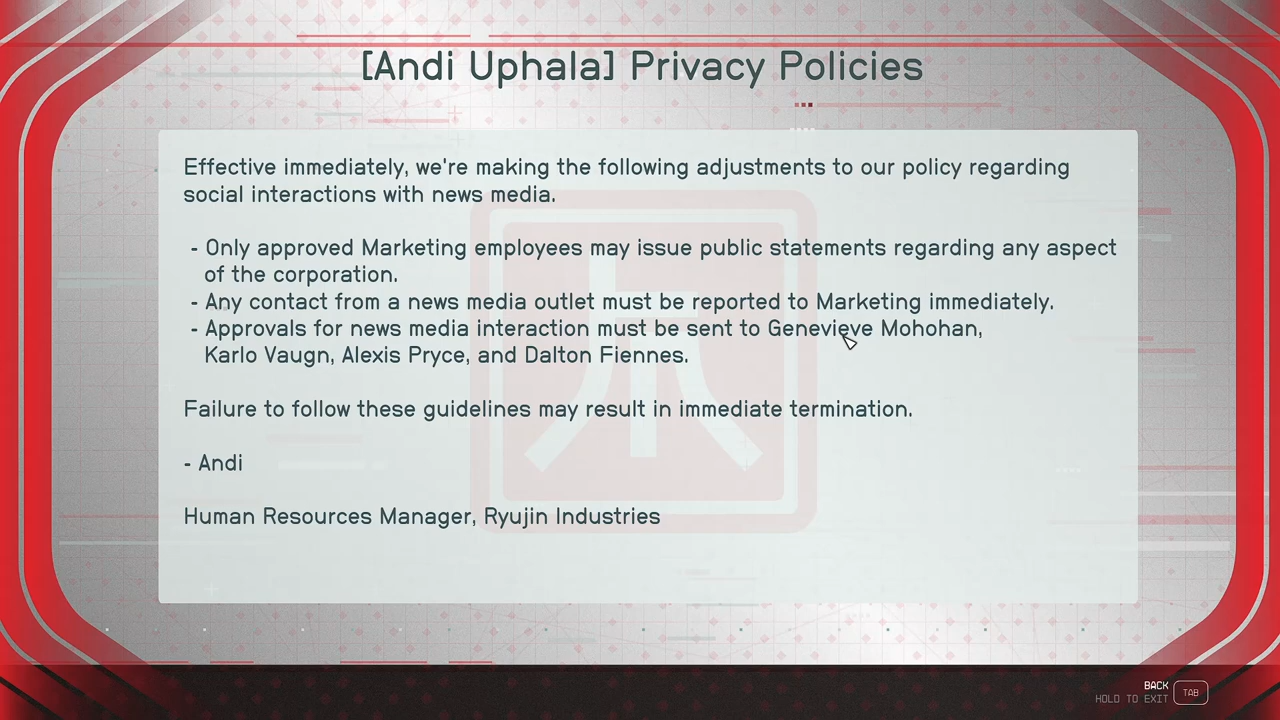 [Andi Uphala] Privacy Policies
Effective immediately, we're making the following adjustments to our policy regarding
social interactions with news media.
- Only approved Marketing employees may issue public statements regarding any aspect
of the corporation.
- Any contact from a news media outlet must be reported to Marketing immediately.
- Approvals for news media interaction must be sent to Genevieve Mohohan,
Karlo Vaugn, Alexis Pryce, and Dalton Fiennes.
Failure to follow these guidelines may result in immediate termination.
- Andi
Human Resources Manager, Ryujin Industries
BACK
HOLD TO EXIT
TAB